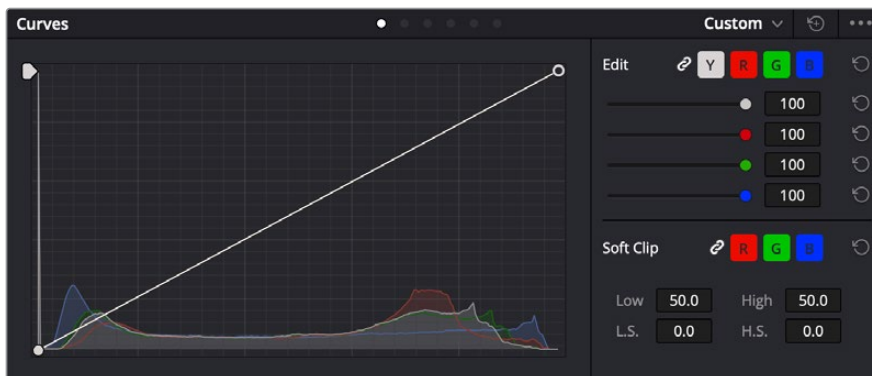 Curves Custom
Edit Y R G B
100
100
100
100
Soft Clip R G B
Low 50.0 High 50.0
L.S. 0.0 H.S. 0.0